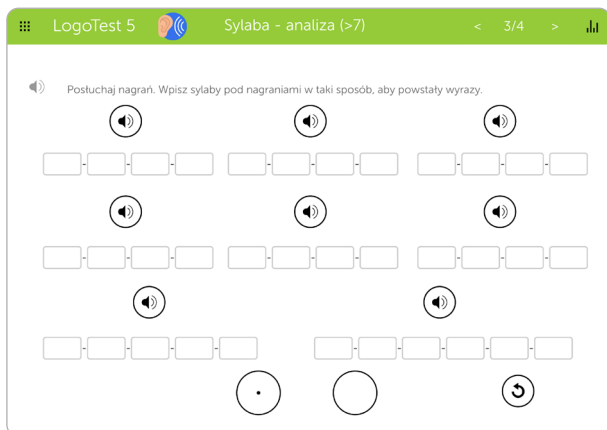 LogoTest 5 Sylaba - analiza (>7) < 3/4 >
Posłuchaj nagrań. Wpisz sylaby pod nagraniami w taki sposób, aby powstały wyrazy.
- - - - - - - - -
- - - - - - - - -
- - - - - - - - -